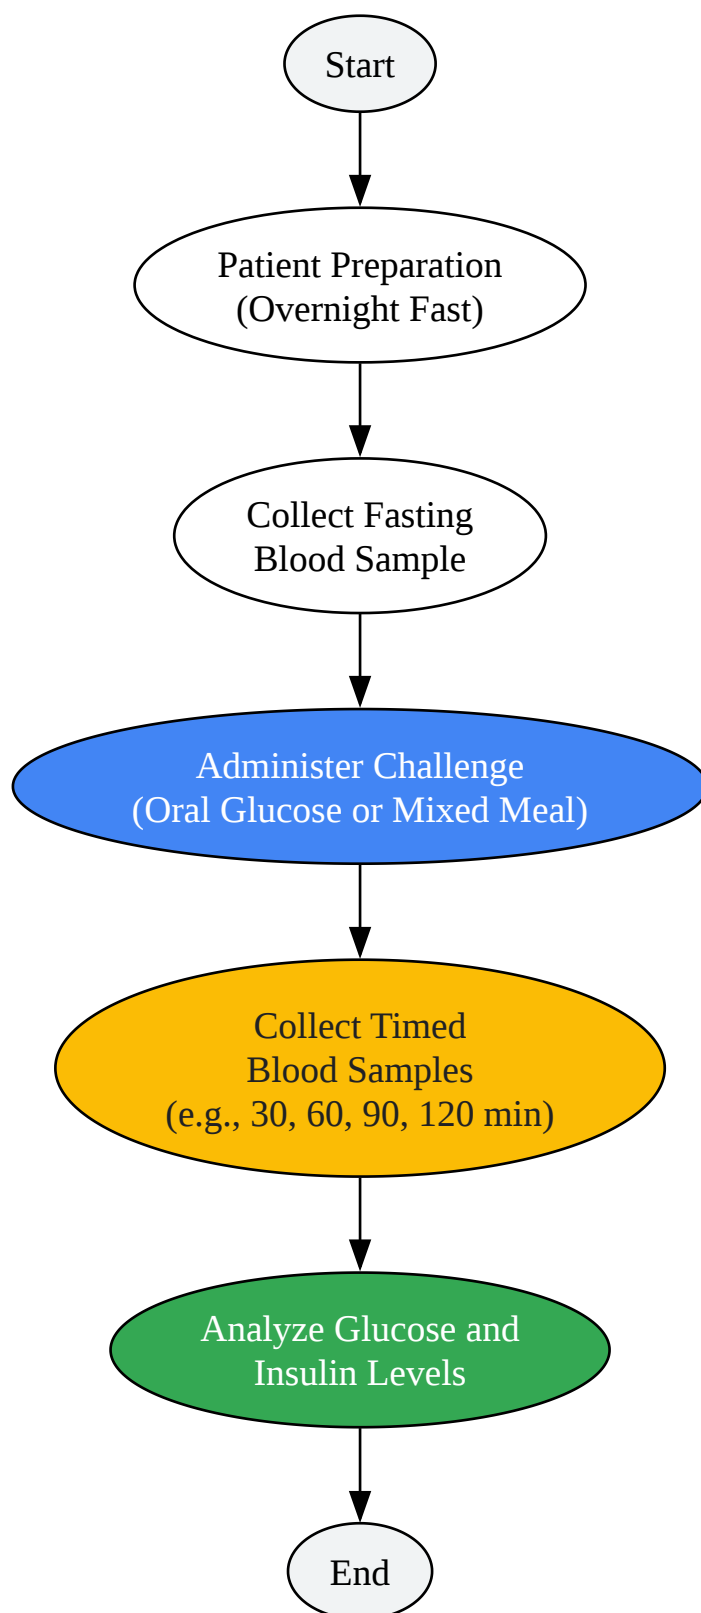 Start
Patient Preparation
(Overnight Fast)
Collect Fasting
Blood Sample
Administer Challenge
(Oral Glucose or Mixed Meal)
Collect Timed
Blood Samples
(e.g., 30, 60, 90, 120 min)
Analyze Glucose and
Insulin Levels
End